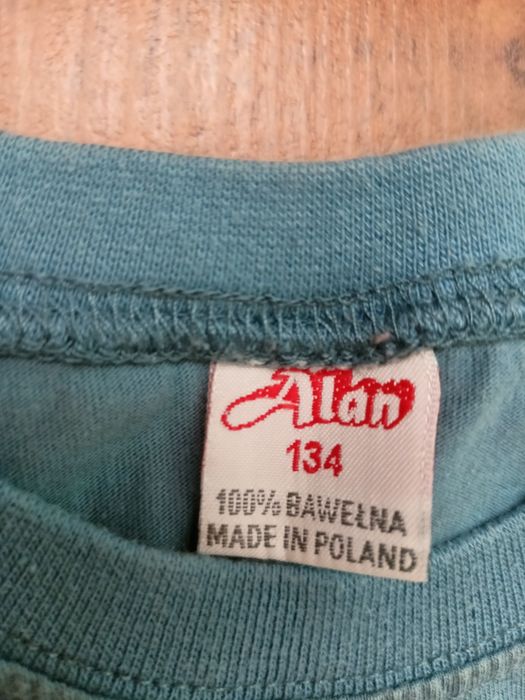 Alan
134
100% BAWEŁNA
MADE IN POLAND